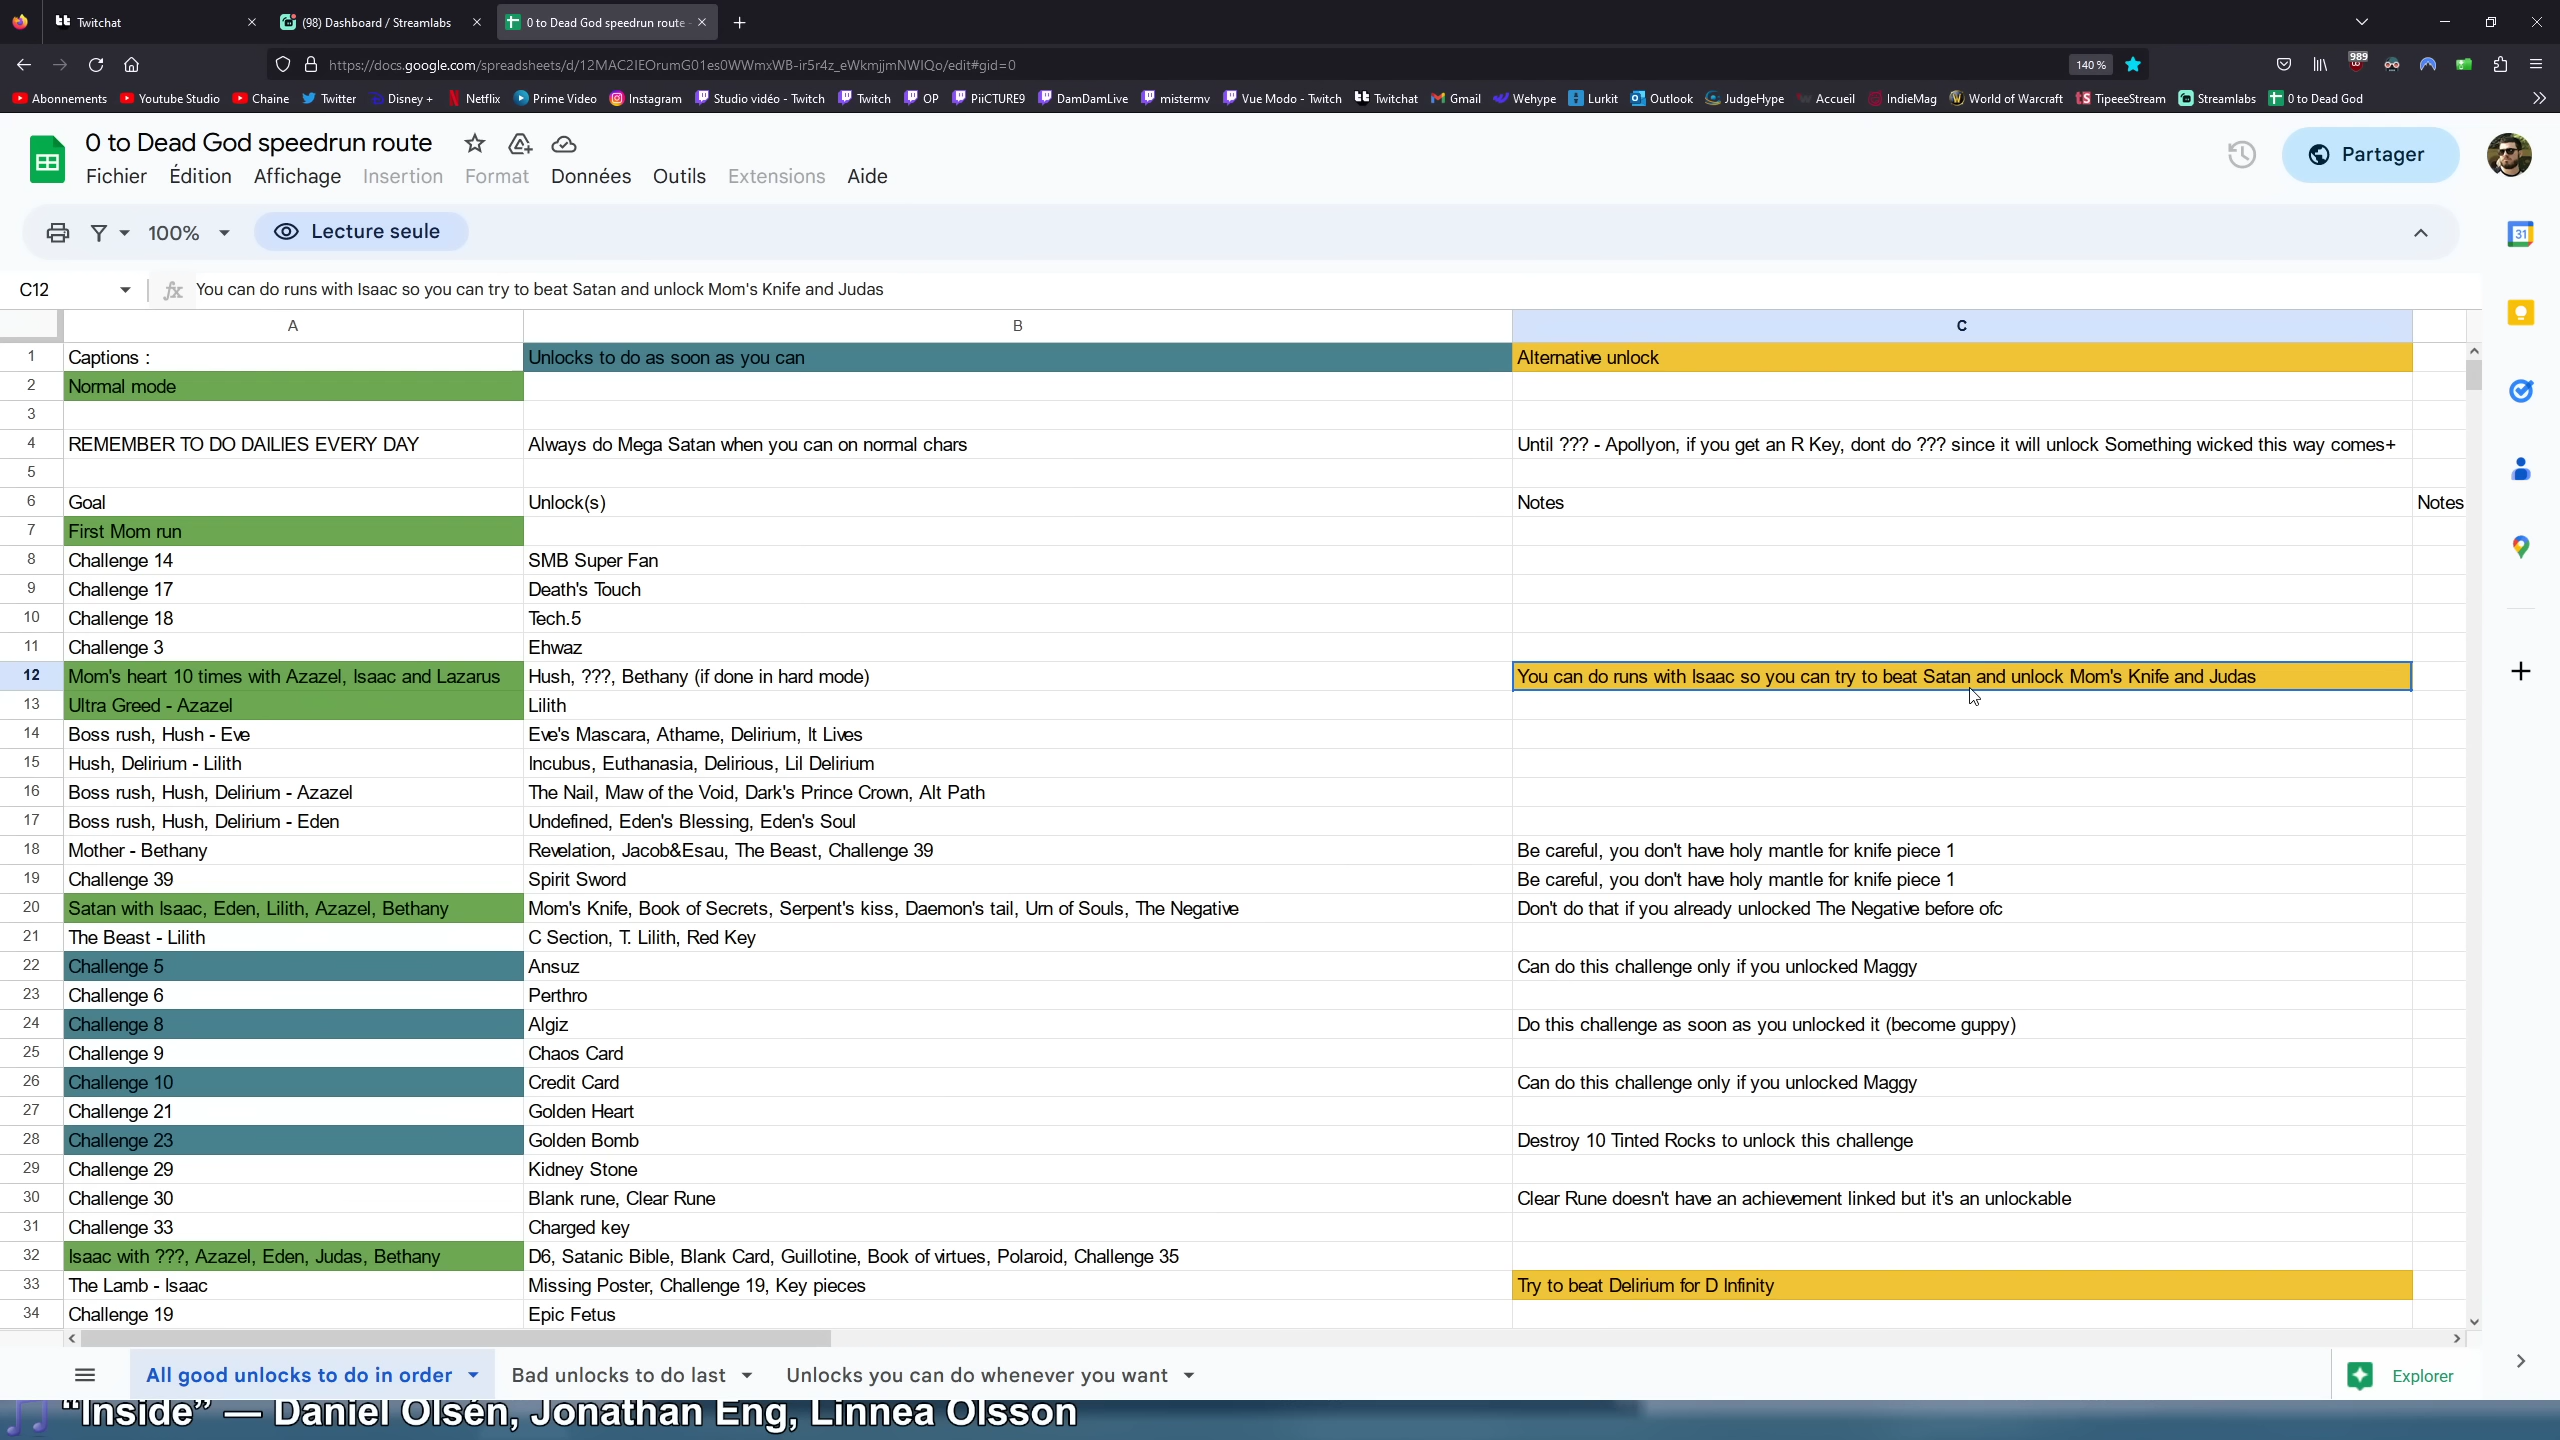 Twitchat
(98) Dashboard / Streamlabs
0 to Dead God speedrun route -
https://docs.google.com/spreadsheets/d/12MAC2IEOrumG01es0WWmxWB-ir5r4z_eWkmjjmNWIQo/edit#gid=0
140 %
989
Abonnements Youtube Studio Chaine Twitter Disney + Netflix Prime Video Instagram Studio vidéo - Twitch Twitch OP PiiCTURE9 DamDamLive mistermv Vue Modo - Twitch Twitchat Gmail Wehype Lurkit Outlook JudgeHype Accueil IndieMag World of Warcraft TipeeeStream Streamlabs 0 to Dead God
0 to Dead God speedrun route
Partager
Fichier Édition Affichage Insertion Format Données Outils Extensions Aide
100% Lecture seule
31
C12 fx You can do runs with Isaac so you can try to beat Satan and unlock Mom's Knife and Judas
A B C
1 Captions : Unlocks to do as soon as you can Alternative unlock
2 Normal mode
3
4 REMEMBER TO DO DAILIES EVERY DAY Always do Mega Satan when you can on normal chars Until ??? - Apollyon, if you get an R Key, dont do ??? since it will unlock Something wicked this way comes+
5
6 Goal Unlock(s) Notes Notes
7 First Mom run
8 Challenge 14 SMB Super Fan
9 Challenge 17 Death's Touch
10 Challenge 18 Tech.5
11 Challenge 3 Ehwaz
12 Mom's heart 10 times with Azazel, Isaac and Lazarus Hush, ???, Bethany (if done in hard mode) You can do runs with Isaac so you can try to beat Satan and unlock Mom's Knife and Judas
13 Ultra Greed - Azazel Lilith
14 Boss rush, Hush - Eve Eve's Mascara, Athame, Delirium, It Lives
15 Hush, Delirium - Lilith Incubus, Euthanasia, Delirious, Lil Delirium
16 Boss rush, Hush, Delirium - Azazel The Nail, Maw of the Void, Dark's Prince Crown, Alt Path
17 Boss rush, Hush, Delirium - Eden Undefined, Eden's Blessing, Eden's Soul
18 Mother - Bethany Revelation, Jacob&Esau, The Beast, Challenge 39 Be careful, you don't have holy mantle for knife piece 1
19 Challenge 39 Spirit Sword Be careful, you don't have holy mantle for knife piece 1
20 Satan with Isaac, Eden, Lilith, Azazel, Bethany Mom's Knife, Book of Secrets, Serpent's kiss, Daemon's tail, Urn of Souls, The Negative Don't do that if you already unlocked The Negative before ofc
21 The Beast - Lilith C Section, T. Lilith, Red Key
22 Challenge 5 Ansuz Can do this challenge only if you unlocked Maggy
23 Challenge 6 Perthro
24 Challenge 8 Algiz Do this challenge as soon as you unlocked it (become guppy)
25 Challenge 9 Chaos Card
26 Challenge 10 Credit Card Can do this challenge only if you unlocked Maggy
27 Challenge 21 Golden Heart
28 Challenge 23 Golden Bomb Destroy 10 Tinted Rocks to unlock this challenge
29 Challenge 29 Kidney Stone
30 Challenge 30 Blank rune, Clear Rune Clear Rune doesn't have an achievement linked but it's an unlockable
31 Challenge 33 Charged key
32 Isaac with ???, Azazel, Eden, Judas, Bethany D6, Satanic Bible, Blank Card, Guillotine, Book of virtues, Polaroid, Challenge 35
33 The Lamb - Isaac Missing Poster, Challenge 19, Key pieces Try to beat Delirium for D Infinity
34 Challenge 19 Epic Fetus
All good unlocks to do in order Bad unlocks to do last Unlocks you can do whenever you want Explorer
“Inside” — Daniel Olsén, Jonathan Eng, Linnea Olsson